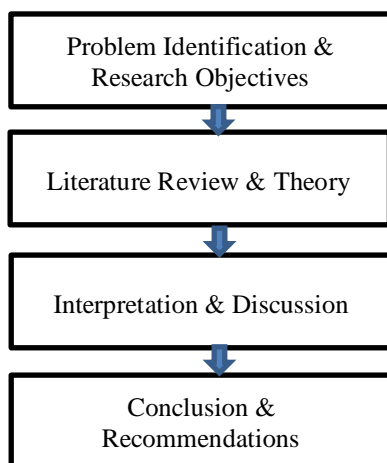 Problem Identification &
Research Objectives
Literature Review & Theory
Interpretation & Discussion
Conclusion &
Recommendations